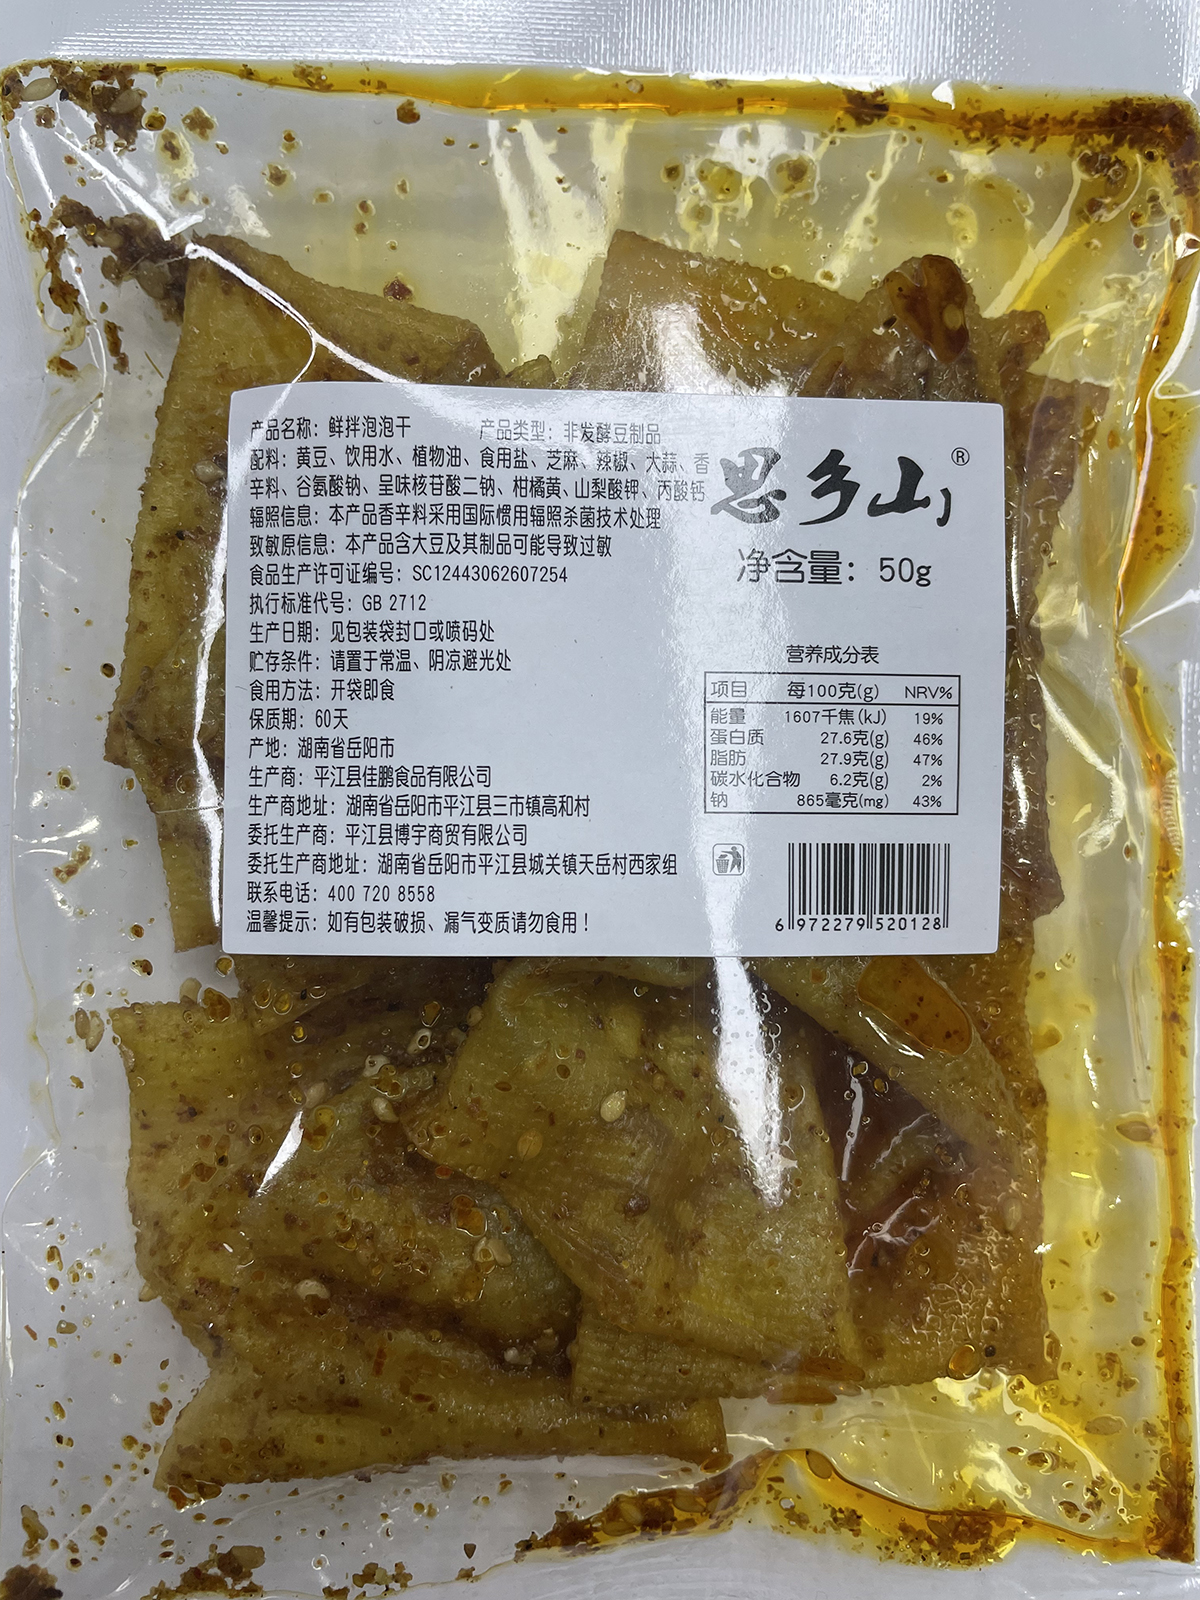 产品名称：鲜拌泡泡干 产品类型：非发酵豆制品
配料：黄豆、饮用水、植物油、食用盐、芝麻、辣椒、大蒜、香
辛料、谷氨酸钠、呈味核苷酸二钠、柑橘黄、山梨酸钾、丙酸钙
辐照信息：本产品香辛料采用国际惯用辐照杀菌技术处理
致敏原信息：本产品含大豆及其制品可能导致过敏
食品生产许可证编号：SC12443062607254
执行标准代号：GB 2712
生产日期：见包装袋封口或喷码处
贮存条件：请置于常温、阴凉避光处
食用方法：开袋即食
保质期：60天
产地：湖南省岳阳市
生产商：平江县佳鹏食品有限公司
生产商地址：湖南省岳阳市平江县三市镇高和村
委托生产商：平江县博宇商贸有限公司
委托生产商地址：湖南省岳阳市平江县城关镇天岳村西家组
联系电话：400 720 8558
温馨提示：如有包装破损、漏气变质请勿食用！
思乡山®
净含量：50g
营养成分表
项目 每100克(g) NRV%
能量 1607千焦(kJ) 19%
蛋白质 27.6克(g) 46%
脂肪 27.9克(g) 47%
碳水化合物 6.2克(g) 2%
钠 865毫克(mg) 43%
6 972279 520128